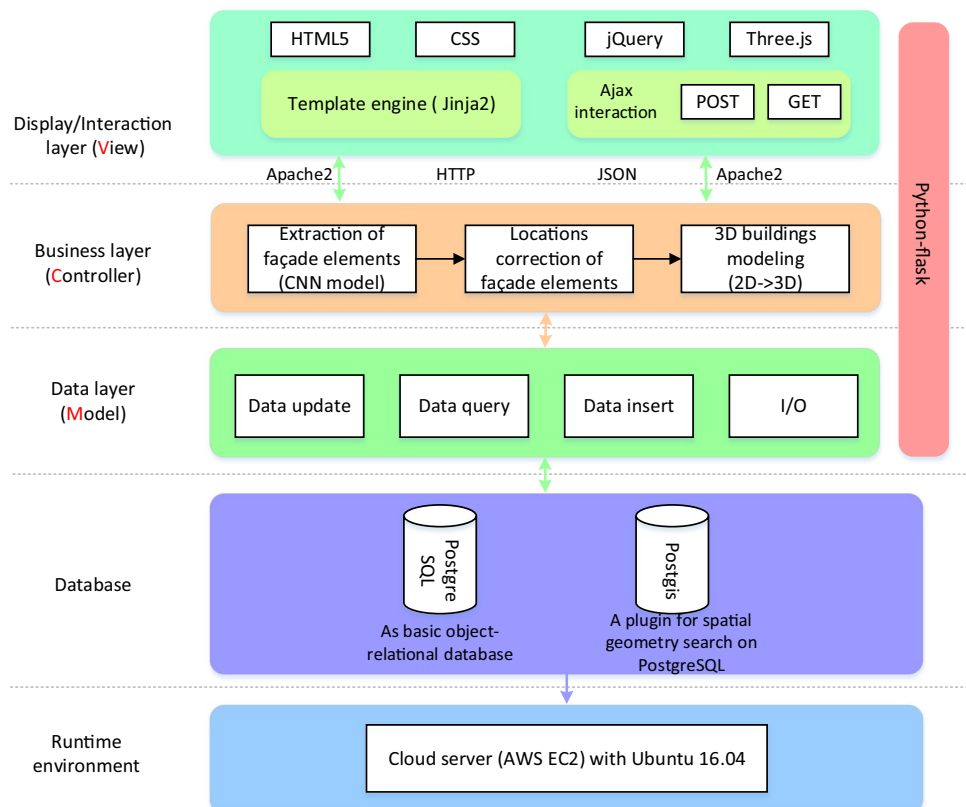 HTML5
CSS
jQuery
Three.js
Template engine ( Jinja2)
Ajax
interaction
POST
GET
Display/Interaction
layer (View)
Apache2
HTTP
JSON
Apache2
Python-flask
Business layer
(Controller)
Extraction of
façade elements
(CNN model)
Locations
correction of
façade elements
3D buildings
modeling
(2D->3D)
Data layer
(Model)
Data update
Data query
Data insert
I/O
Database
Postgre
SQL
As basic object-
relational database
Postgis
A plugin for spatial
geometry search on
PostgreSQL
Runtime
environment
Cloud server (AWS EC2) with Ubuntu 16.04